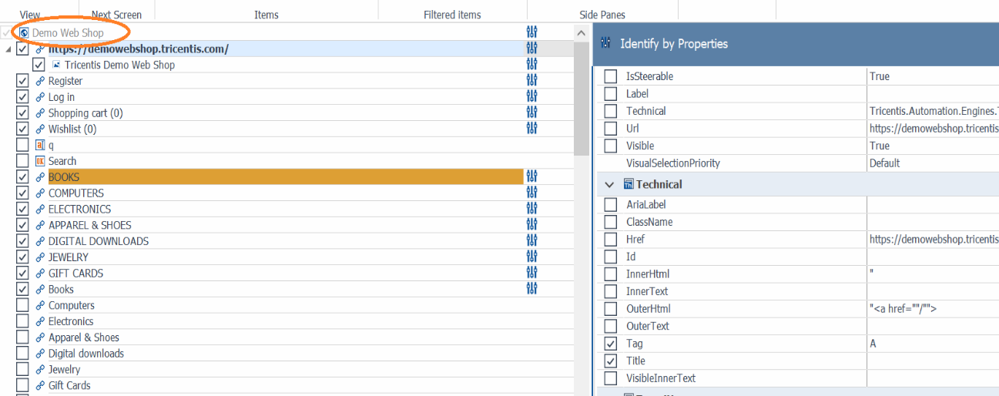 View Next Screen Items Filtered items Side Panes
Demo Web Shop
https://demowebshop.tricentis.com/
Tricentis Demo Web Shop
Register
Log in
Shopping cart (0)
Wishlist (0)
q
Search
BOOKS
COMPUTERS
ELECTRONICS
APPAREL & SHOES
DIGITAL DOWNLOADS
JEWELRY
GIFT CARDS
Books
Computers
Electronics
Apparel & Shoes
Digital downloads
Jewelry
Gift Cards
Identify by Properties
IsSteerable True
Label
Technical Tricentis.Automation.Engines.
Url https://demowebshop.tricentis
Visible True
VisualSelectionPriority Default
Technical
AriaLabel
ClassName
Href https://demowebshop.tricentis
Id
InnerHtml "
InnerText
OuterHtml "<a href=""/"">
OuterText
Tag A
Title
VisibleInnerText